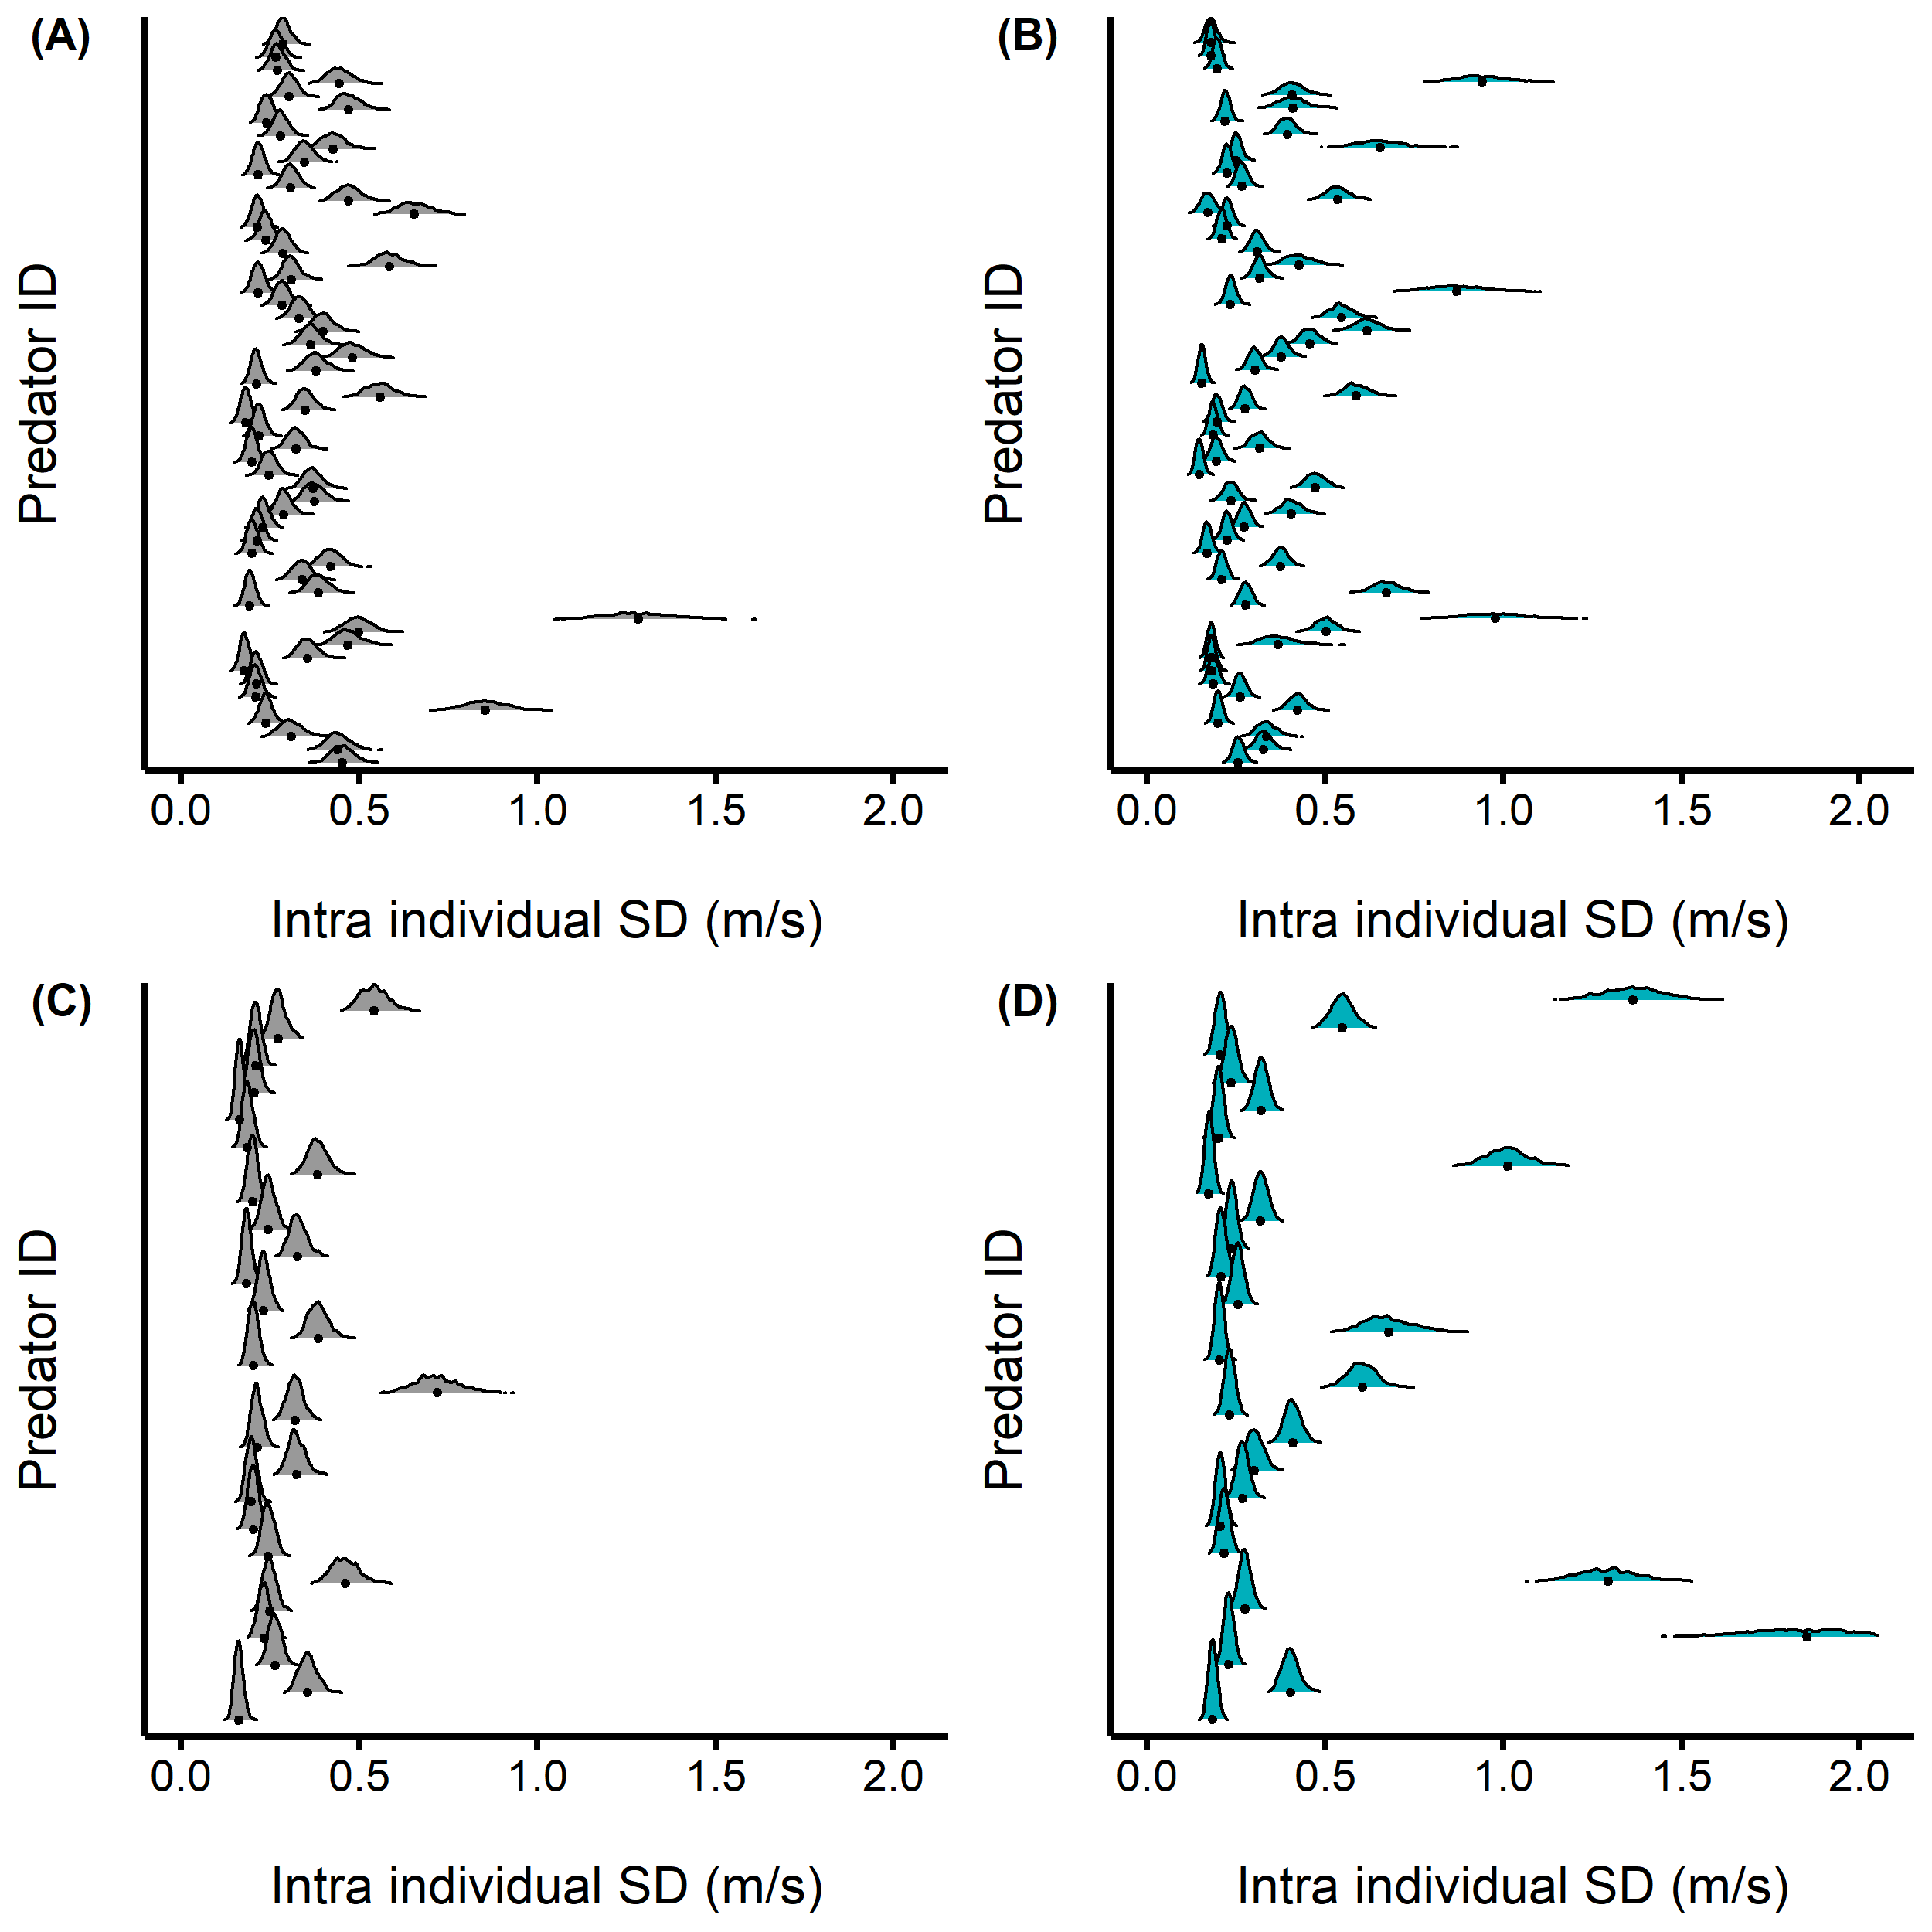 (A)
Predator ID
0.0 0.5 1.0 1.5 2.0
Intra individual SD (m/s)
(B)
Predator ID
0.0 0.5 1.0 1.5 2.0
Intra individual SD (m/s)
(C)
Predator ID
0.0 0.5 1.0 1.5 2.0
Intra individual SD (m/s)
(D)
Predator ID
0.0 0.5 1.0 1.5 2.0
Intra individual SD (m/s)